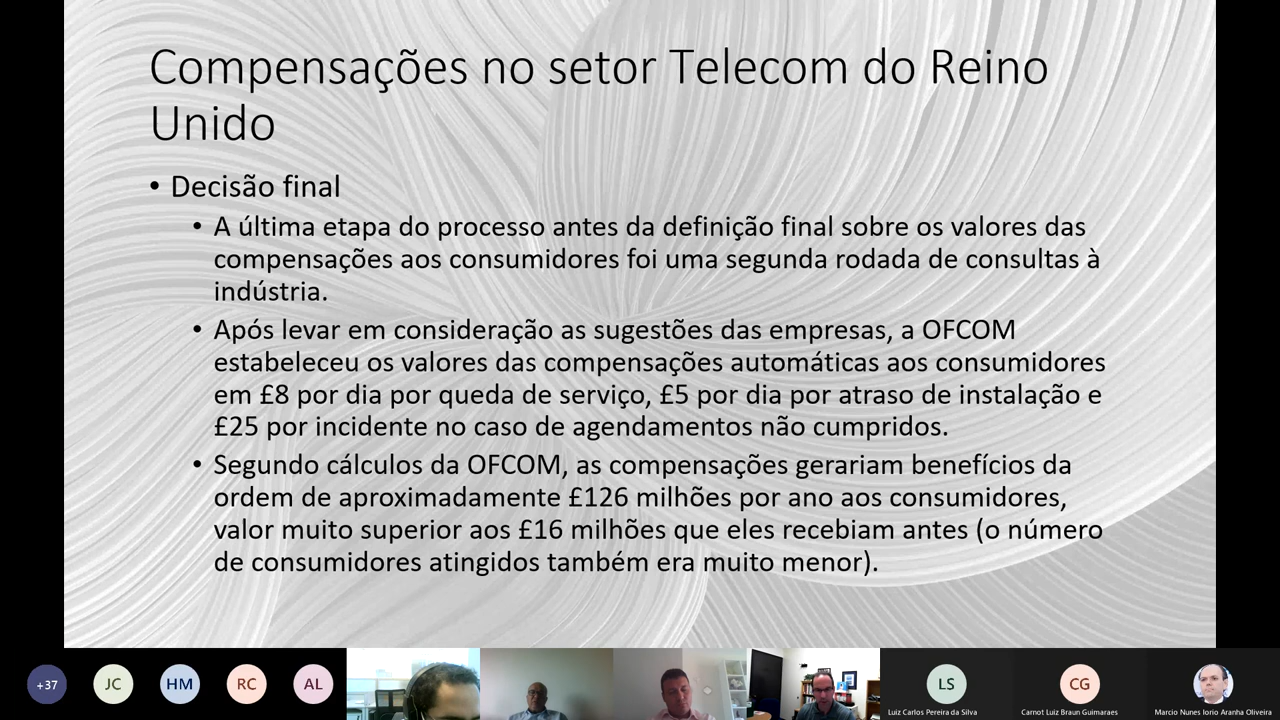 Compensações no setor Telecom do Reino
Unido
• Decisão final
• A última etapa do processo antes da definição final sobre os valores das
compensações aos consumidores foi uma segunda rodada de consultas à
indústria.
• Após levar em consideração as sugestões das empresas, a OFCOM
estabeleceu os valores das compensações automáticas aos consumidores
em £8 por dia por queda de serviço, £5 por dia por atraso de instalação e
£25 por incidente no caso de agendamentos não cumpridos.
• Segundo cálculos da OFCOM, as compensações gerariam benefícios da
ordem de aproximadamente £126 milhões por ano aos consumidores,
valor muito superior aos £16 milhões que eles recebiam antes (o número
de consumidores atingidos também era muito menor).
+37 JC HM RC AL LS CG
Luiz Carlos Pereira da Silva Carnot Luiz Braun Guimaraes Marcio Nunes Iorio Aranha Oliveira